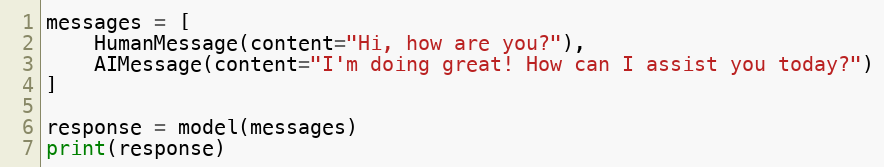 1 messages = [
2     HumanMessage(content="Hi, how are you?"),
3     AIMessage(content="I'm doing great! How can I assist you today?")
4 ]
5
6 response = model(messages)
7 print(response)